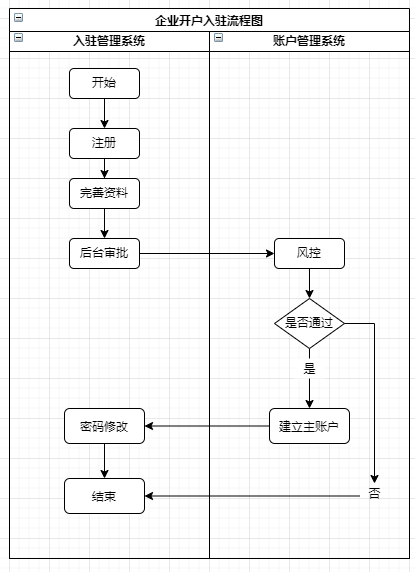 企业开户入驻流程图
入驻管理系统
账户管理系统
开始
注册
完善资料
后台审批
风控
是否通过
是
密码修改
建立主账户
结束
否